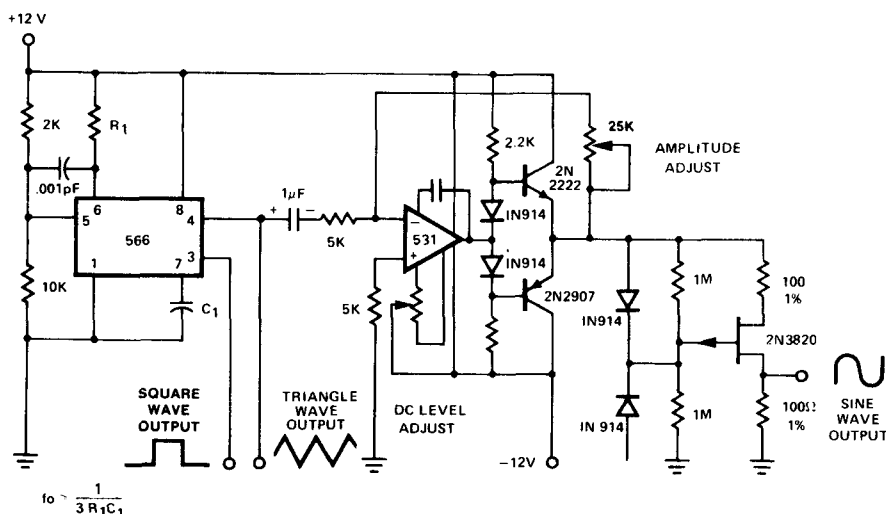 +12 V
2K
R1
.001pF
6
8
5
4
566
1
7
3
10K
C1
1µF
+
−
5K
5K
−
531
+
2.2K
IN914
IN914
2N
2222
2N2907
25K
AMPLITUDE
ADJUST
IN914
IN 914
1M
1M
100
1%
2N3820
100Ω
1%
SINE
WAVE
OUTPUT
SQUARE
WAVE
OUTPUT
TRIANGLE
WAVE
OUTPUT
DC LEVEL
ADJUST
−12V
fo = 1
3 R1C1